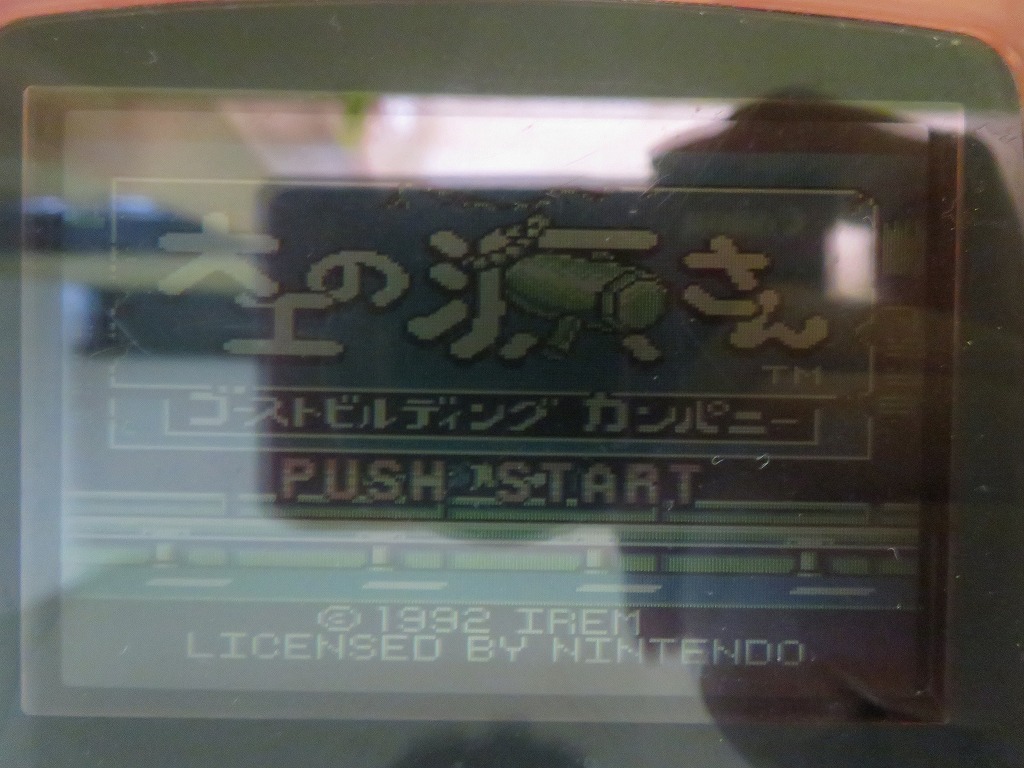 大工の源さん
TM
ゴーストビルディング カンパニー
PUSH START
© 1992 IREM
LICENSED BY NINTENDO